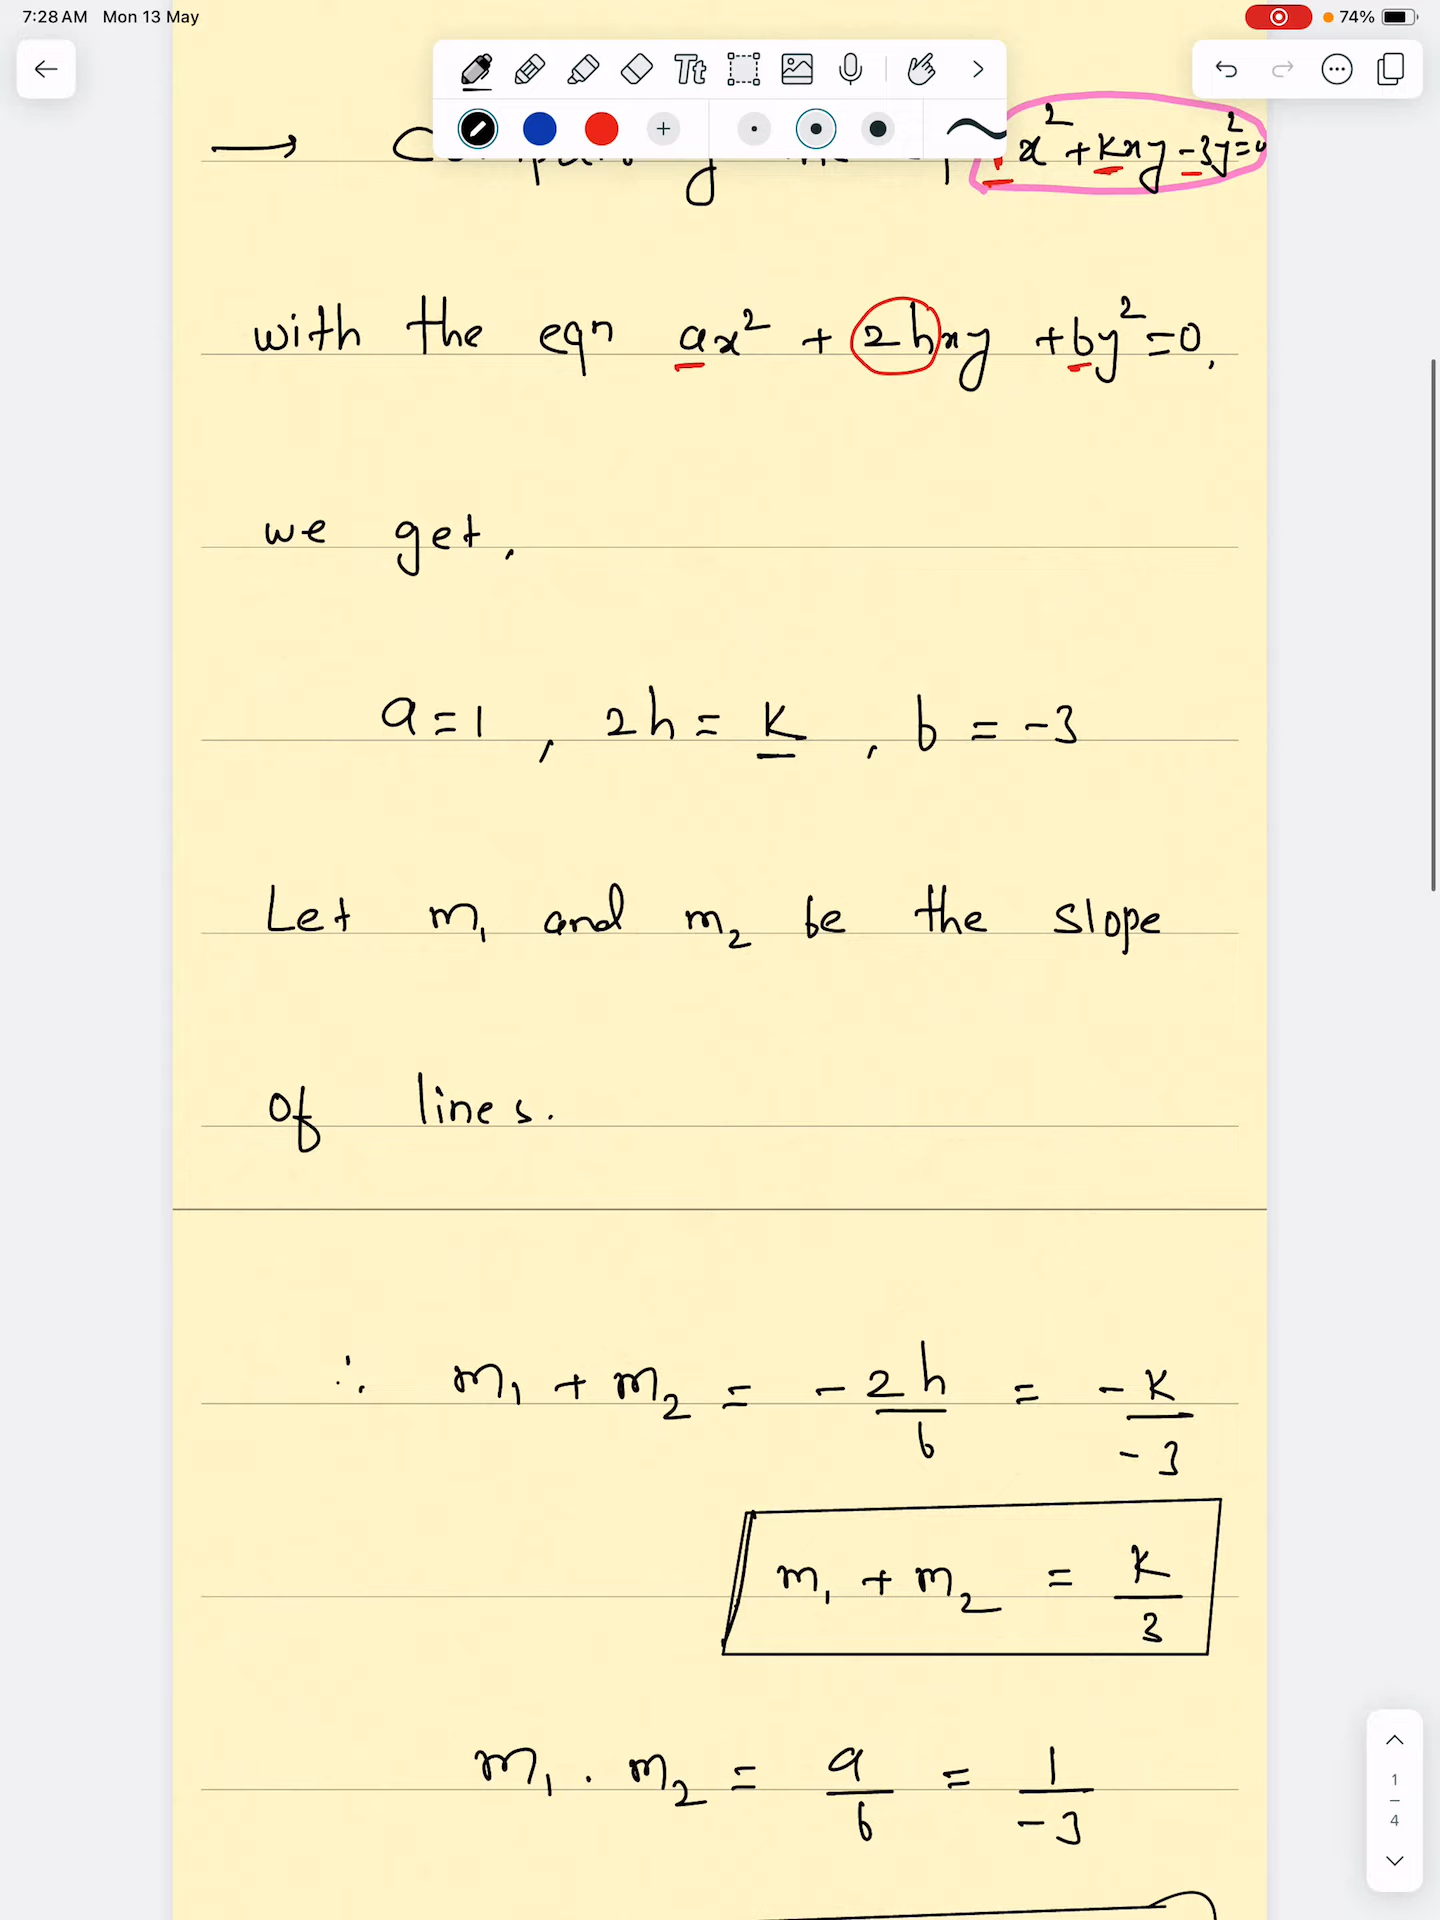 7:28 AM Mon 13 May
74%
Tt
→ x² + kxy - 3y² = 0
with the eqn ax² + 2hxy + by² = 0,
we get,
a = 1 , 2h = k , b = -3
Let m₁ and m₂ be the slope
of lines.
∴ m₁ + m₂ = - 2h/b = - k/-3
m₁ + m₂ = k/3
m₁ . m₂ = a/b = 1/-3
1
4